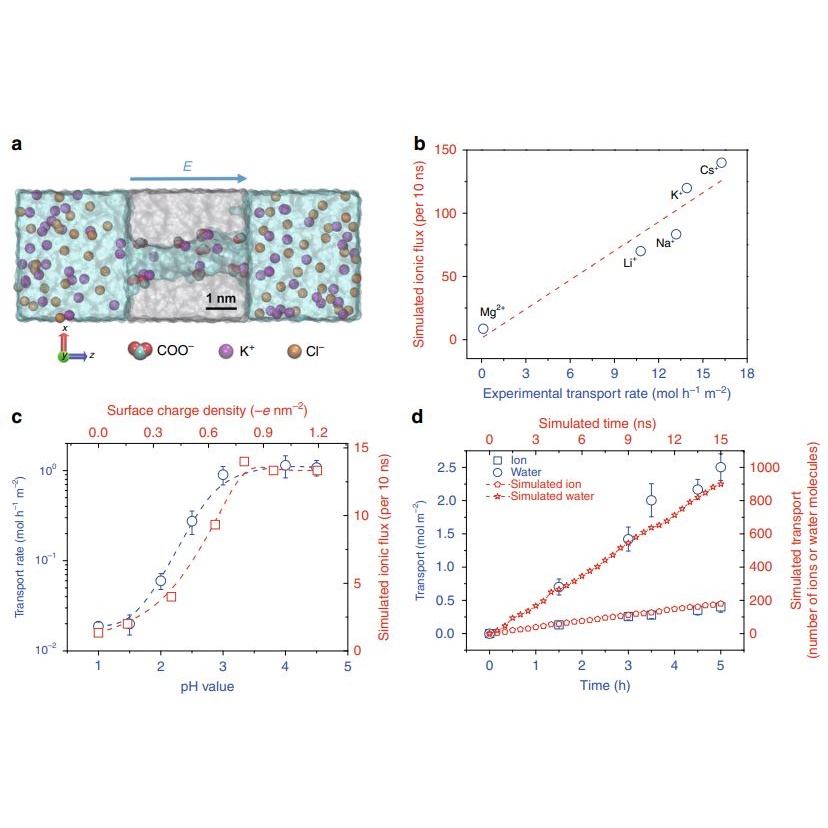 a
E
1 nm
x
y
z
COO⁻
K⁺
Cl⁻
b
Simulated ionic flux (per 10 ns)
150
100
50
0
Cs⁺
K⁺
Na⁺
Li⁺
Mg²⁺
0 3 6 9 12 15 18
Experimental transport rate (mol h⁻¹ m⁻²)
c
Surface charge density (–e nm⁻²)
0.0 0.3 0.6 0.9 1.2
Transport rate (mol h⁻¹ m⁻²)
10⁰
10⁻¹
10⁻²
15
10
5
0
Simulated ionic flux (per 10 ns)
1 2 3 4 5
pH value
d
Simulated time (ns)
0 3 6 9 12 15
Transport (mol m⁻²)
2.5
2.0
1.5
1.0
0.5
0.0
Ion
Water
Simulated ion
Simulated water
1000
800
600
400
200
0
Simulated transport
(number of ions or water molecules)
0 1 2 3 4 5
Time (h)